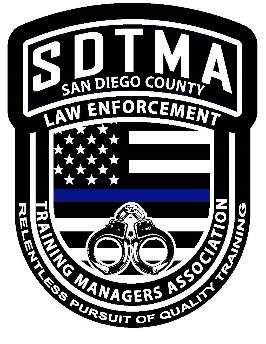 SDTMA
SAN DIEGO COUNTY
LAW ENFORCEMENT
TRAINING MANAGERS ASSOCIATION
RELENTLESS PURSUIT OF QUALITY TRAINING